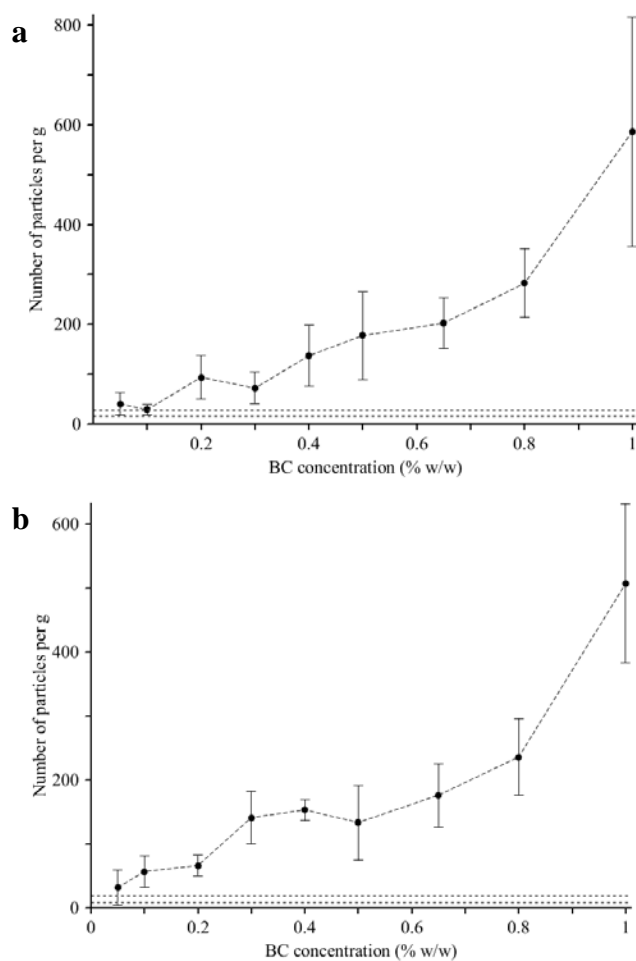 a
800
600
400
200
0
Number of particles per g
0.2 0.4 0.6 0.8 1
BC concentration (% w/w)
b
600
400
200
0
Number of particles per g
0 0.2 0.4 0.6 0.8 1
BC concentration (% w/w)